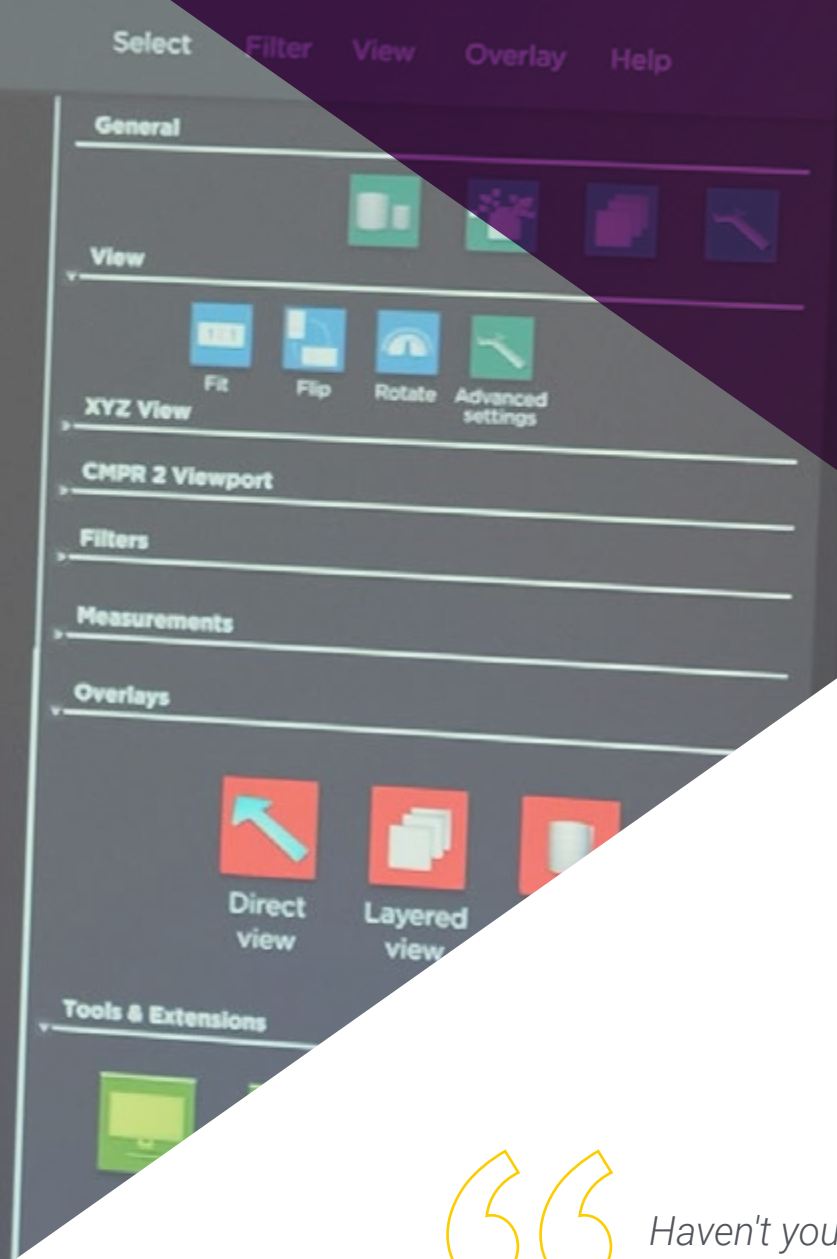 Select Filter View Overlay Help
General
View
Fit Flip Rotate Advanced
settings
XYZ View
CMPR 2 Viewport
Filters
Measurements
Overlays
Direct
view
Layered
view
Tools & Extensions
Haven't you